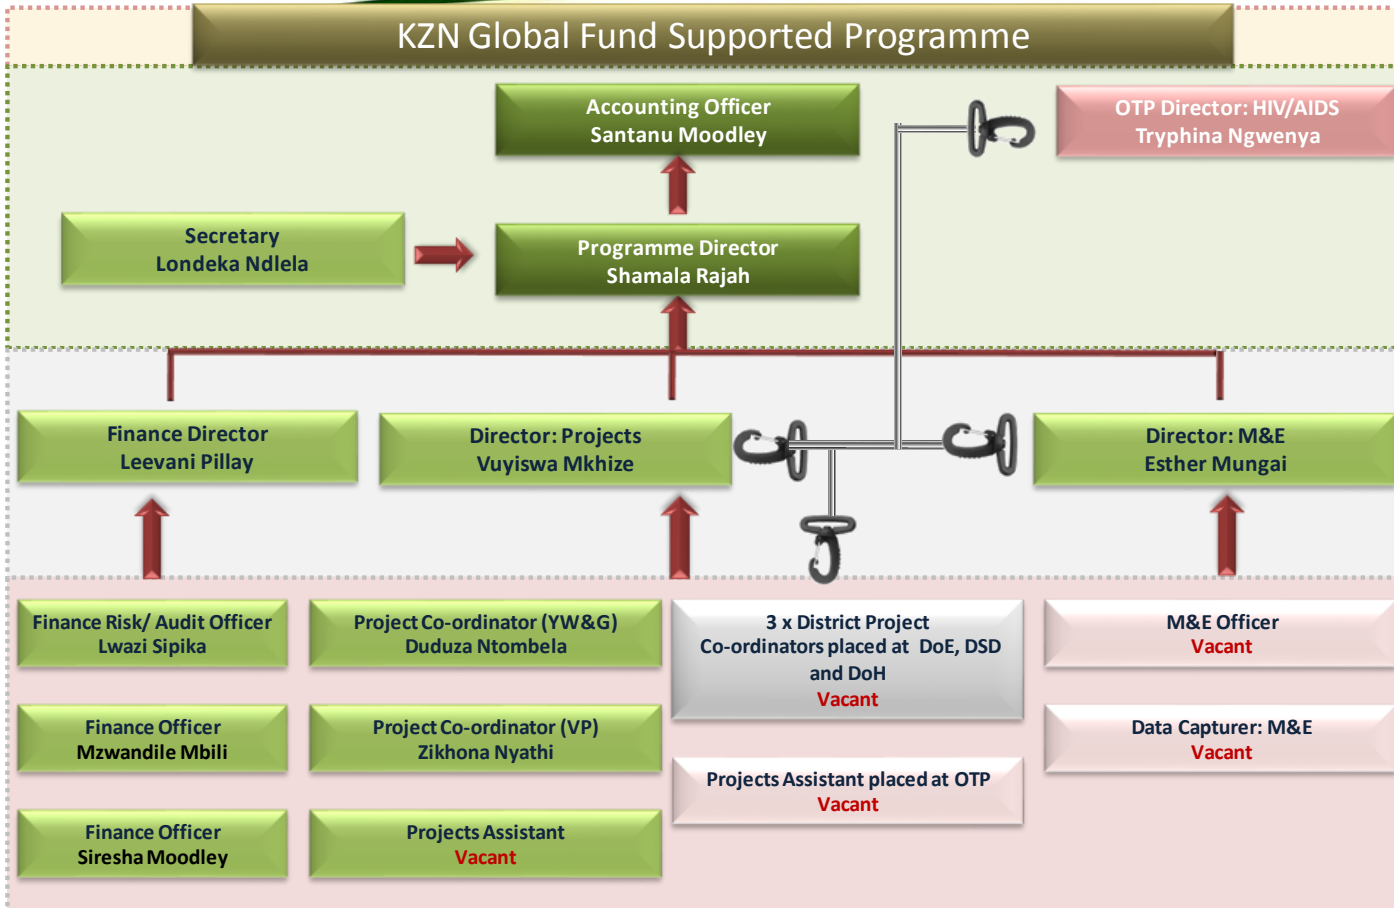 KZN Global Fund Supported Programme
Accounting Officer
Santanu Moodley
OTP Director: HIV/AIDS
Tryphina Ngwenya
Secretary
Londeka Ndlela
Programme Director
Shamala Rajah
Finance Director
Leevani Pillay
Director: Projects
Vuyiswa Mkhize
Director: M&E
Esther Mungai
Finance Risk/ Audit Officer
Lwazi Sipika
Project Co-ordinator (YW&G)
Duduza Ntombela
3 x District Project
Co-ordinators placed at DoE, DSD
and DoH
Vacant
M&E Officer
Vacant
Finance Officer
Mzwandile Mbili
Project Co-ordinator (VP)
Zikhona Nyathi
Projects Assistant placed at OTP
Vacant
Data Capturer: M&E
Vacant
Finance Officer
Siresha Moodley
Projects Assistant
Vacant